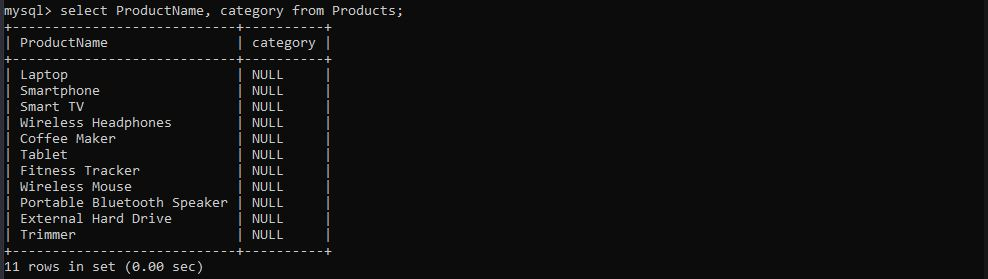 mysql> select ProductName, category from Products;
+---------------------------+----------+
| ProductName | category |
+---------------------------+----------+
| Laptop | NULL |
| Smartphone | NULL |
| Smart TV | NULL |
| Wireless Headphones | NULL |
| Coffee Maker | NULL |
| Tablet | NULL |
| Fitness Tracker | NULL |
| Wireless Mouse | NULL |
| Portable Bluetooth Speaker | NULL |
| External Hard Drive | NULL |
| Trimmer | NULL |
+---------------------------+----------+
11 rows in set (0.00 sec)